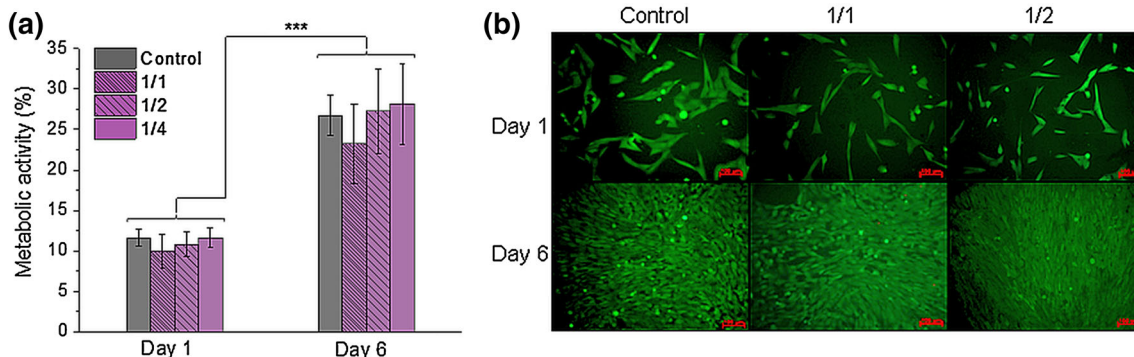 (a)
***
35
30
25
20
15
10
5
0
Metabolic activity (%)
Control
1/1
1/2
1/4
Day 1 Day 6
(b)
Control 1/1 1/2
Day 1
Day 6